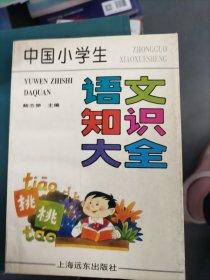 中国小学生
ZHONGGUO
XIAOXUESHENG
YUWEN ZHISHI
DAQUAN
语文
知识
大全
主编
tiāo
桃桃
táo
上海远东出版社